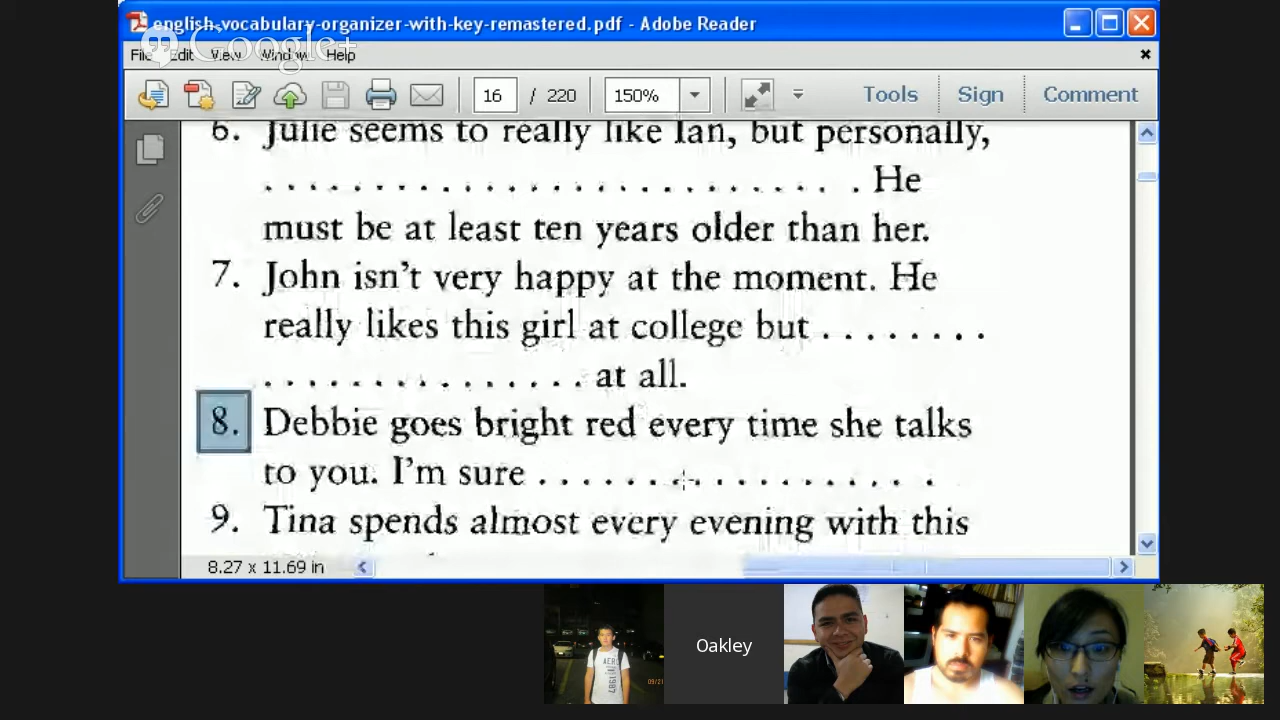 english-vocabulary-organizer-with-key-remastered.pdf - Adobe Reader
Google+
File Edit View Window Help
16 / 220 150% Tools Sign Comment
6. Julie seems to really like Ian, but personally,
. . . . . . . . . . . . . . . . . . . . . . . . . . . . He
must be at least ten years older than her.
7. John isn't very happy at the moment. He
really likes this girl at college but . . . . . . . .
. . . . . . . . . . . . . . . at all.
8. Debbie goes bright red every time she talks
to you. I'm sure . . . . . . . . . . . . . . . . . . .
9. Tina spends almost every evening with this
8.27 x 11.69 in
Oakley
AERO
1987